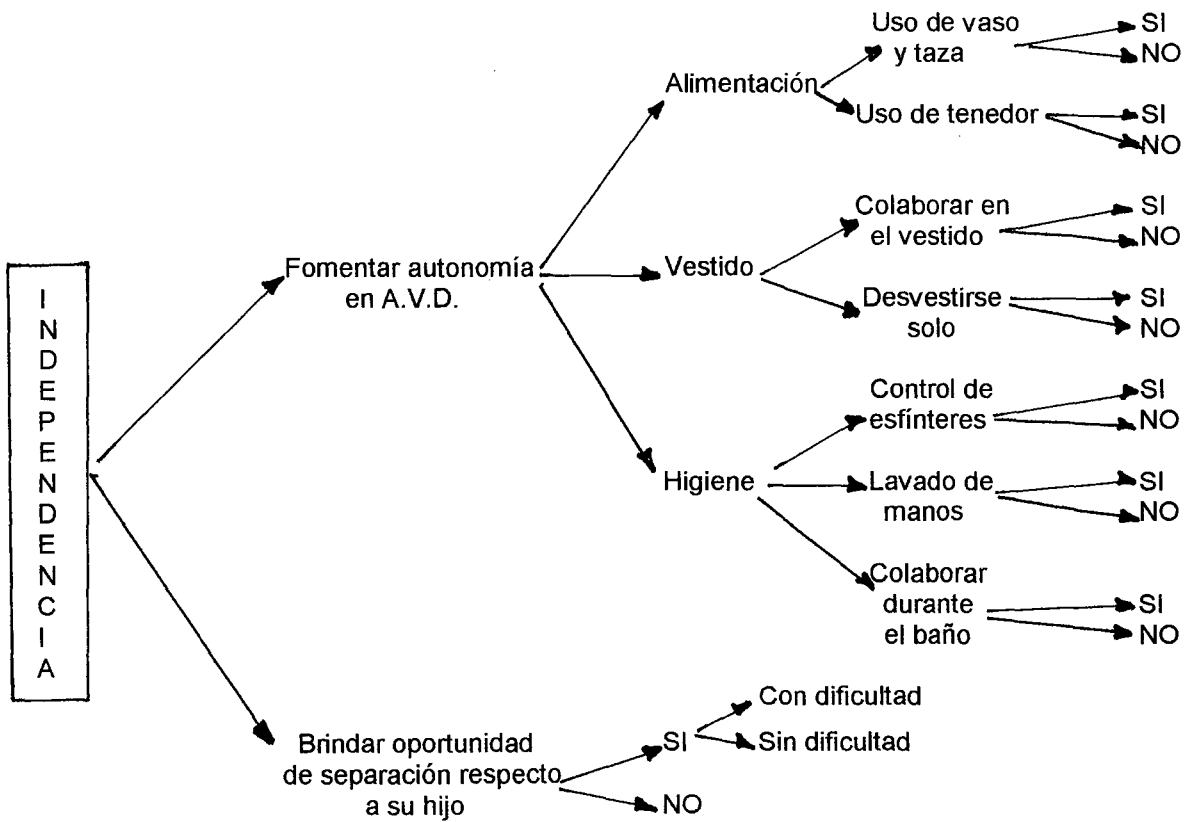 INDEPENDENCIA
Fomentar autonomía
en A.V.D.
Alimentación
Uso de vaso
y taza
SI
NO
Uso de tenedor
SI
NO
Vestido
Colaborar en
el vestido
SI
NO
Desvestirse
solo
SI
NO
Higiene
Control de
esfínteres
SI
NO
Lavado de
manos
SI
NO
Colaborar
durante
el baño
SI
NO
Brindar oportunidad
de separación respecto
a su hijo
SI
Con dificultad
Sin dificultad
NO